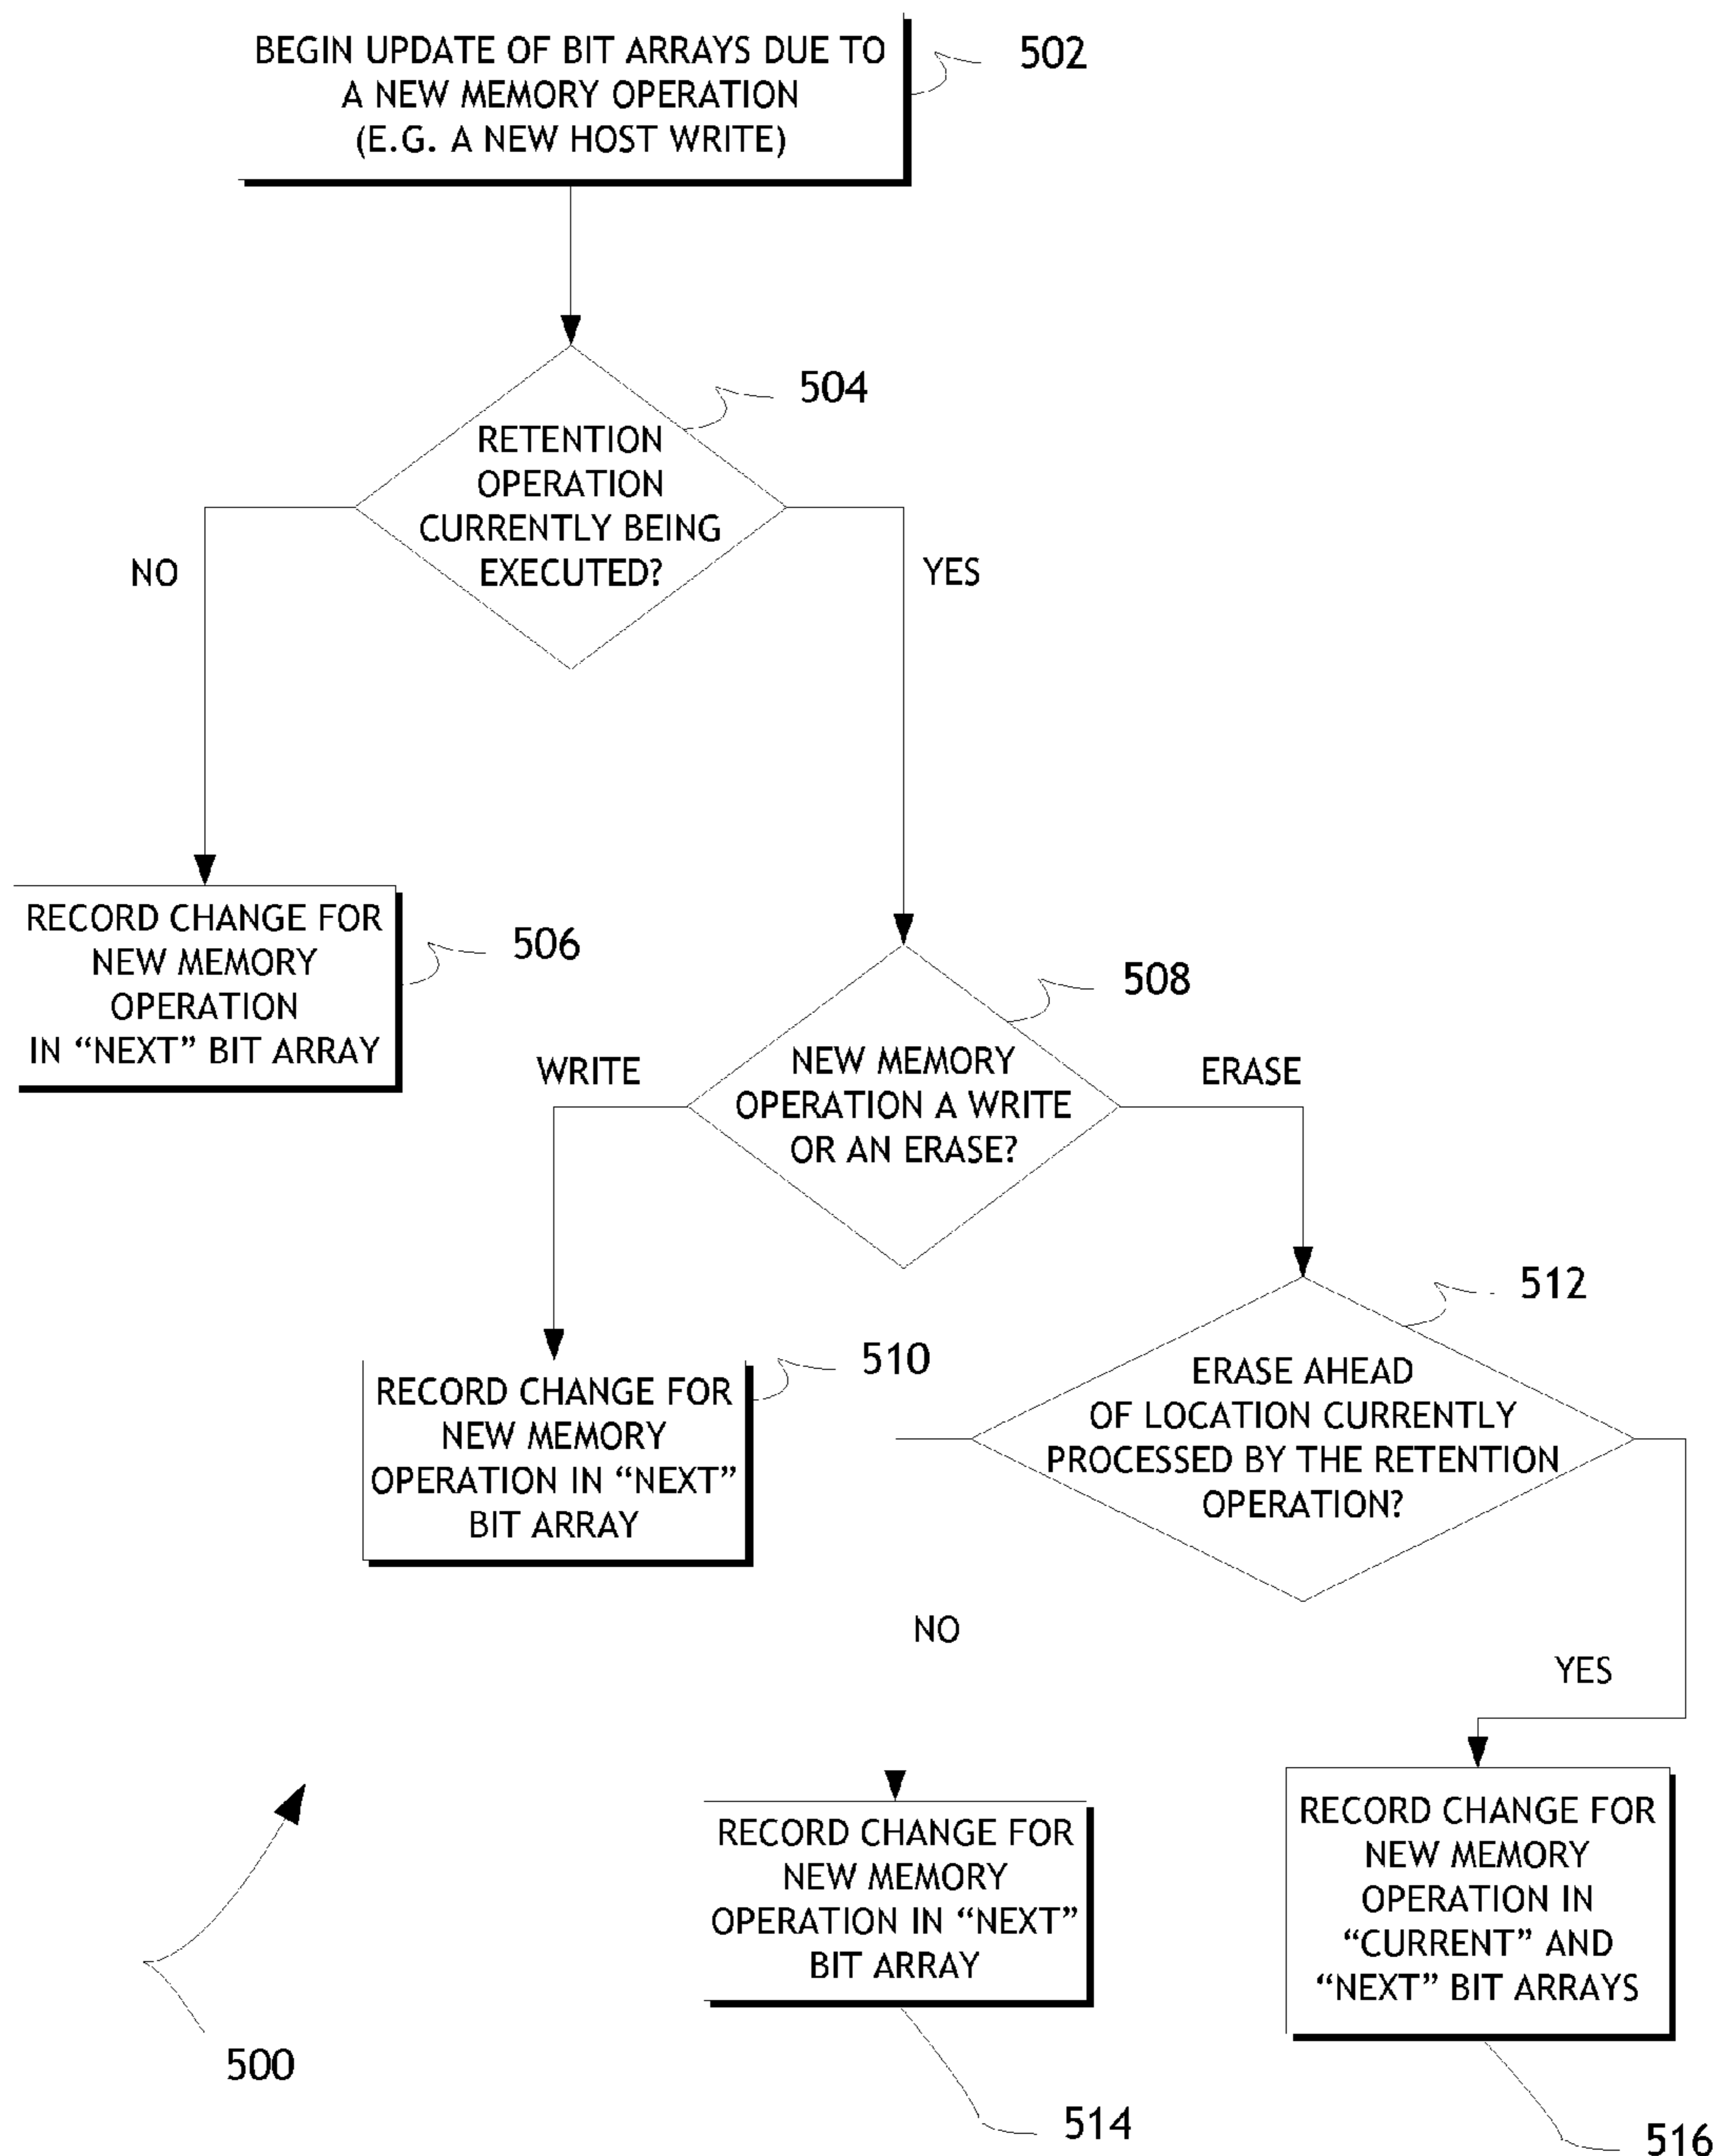 BEGIN UPDATE OF BIT ARRAYS DUE TO
A NEW MEMORY OPERATION
(E.G. A NEW HOST WRITE)
502
504
RETENTION
OPERATION
CURRENTLY BEING
EXECUTED?
NO
YES
RECORD CHANGE FOR
NEW MEMORY
OPERATION
IN “NEXT” BIT ARRAY
506
508
NEW MEMORY
OPERATION A WRITE
OR AN ERASE?
WRITE
ERASE
512
510
RECORD CHANGE FOR
NEW MEMORY
OPERATION IN “NEXT”
BIT ARRAY
ERASE AHEAD
OF LOCATION CURRENTLY
PROCESSED BY THE RETENTION
OPERATION?
NO
YES
RECORD CHANGE FOR
NEW MEMORY
OPERATION IN “NEXT”
BIT ARRAY
RECORD CHANGE FOR
NEW MEMORY
OPERATION IN
“CURRENT” AND
“NEXT” BIT ARRAYS
500
514
516